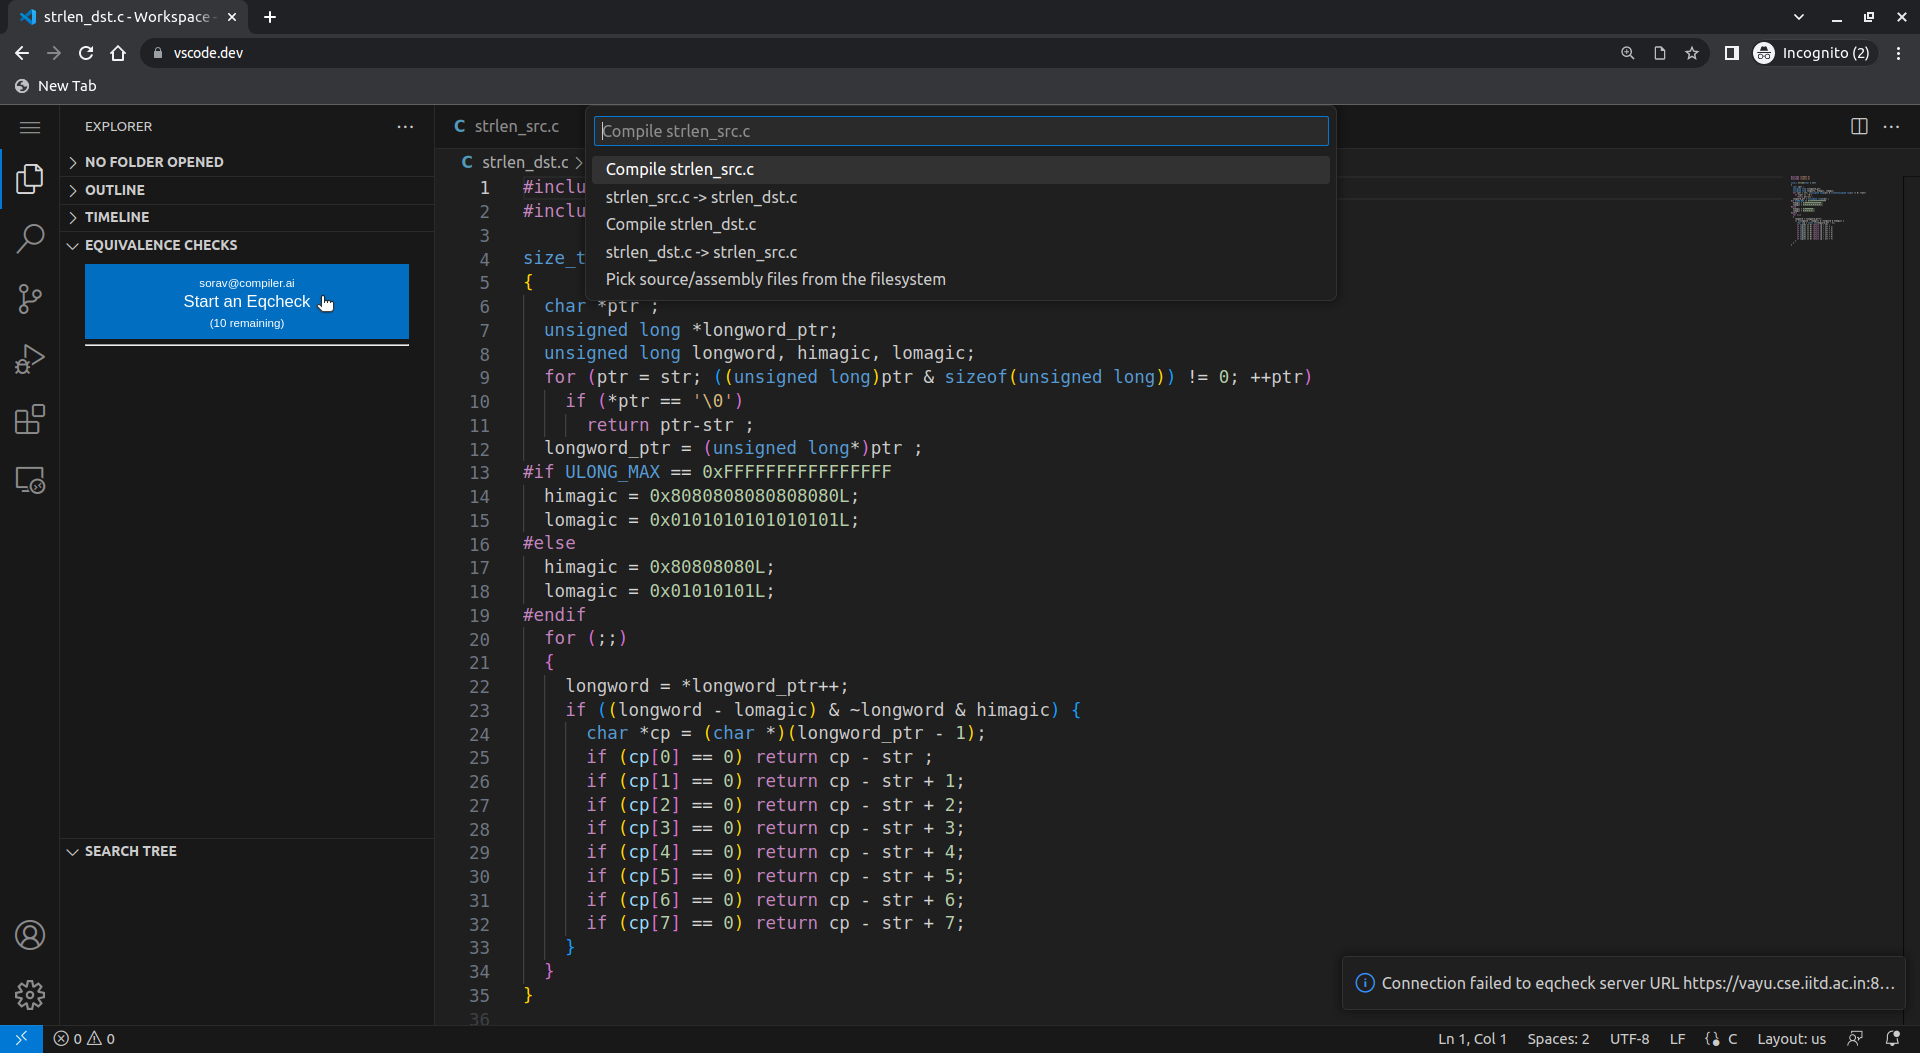 strlen_dst.c - Workspace -
vscode.dev
Incognito (2)
New Tab
EXPLORER
NO FOLDER OPENED
OUTLINE
TIMELINE
EQUIVALENCE CHECKS
sorav@compiler.ai
Start an Eqcheck
(10 remaining)
SEARCH TREE
C strlen_src.c
C strlen_dst.c >
Compile strlen_src.c
Compile strlen_src.c
strlen_src.c -> strlen_dst.c
Compile strlen_dst.c
strlen_dst.c -> strlen_src.c
Pick source/assembly files from the filesystem
1 #inclu
2 #inclu
3
4 size_t
5 {
6 char *ptr ;
7 unsigned long *longword_ptr;
8 unsigned long longword, himagic, lomagic;
9 for (ptr = str; ((unsigned long)ptr & sizeof(unsigned long)) != 0; ++ptr)
10 if (*ptr == '\0')
11 return ptr-str ;
12 longword_ptr = (unsigned long*)ptr ;
13 #if ULONG_MAX == 0xFFFFFFFFFFFFFFFF
14 himagic = 0x8080808080808080L;
15 lomagic = 0x0101010101010101L;
16 #else
17 himagic = 0x80808080L;
18 lomagic = 0x01010101L;
19 #endif
20 for (;;)
21 {
22 longword = *longword_ptr++;
23 if ((longword - lomagic) & ~longword & himagic) {
24 char *cp = (char *)(longword_ptr - 1);
25 if (cp[0] == 0) return cp - str ;
26 if (cp[1] == 0) return cp - str + 1;
27 if (cp[2] == 0) return cp - str + 2;
28 if (cp[3] == 0) return cp - str + 3;
29 if (cp[4] == 0) return cp - str + 4;
30 if (cp[5] == 0) return cp - str + 5;
31 if (cp[6] == 0) return cp - str + 6;
32 if (cp[7] == 0) return cp - str + 7;
33 }
34 }
35 }
36
Connection failed to eqcheck server URL https://vayu.cse.iitd.ac.in:8...
0 0
Ln 1, Col 1 Spaces: 2 UTF-8 LF C Layout: us